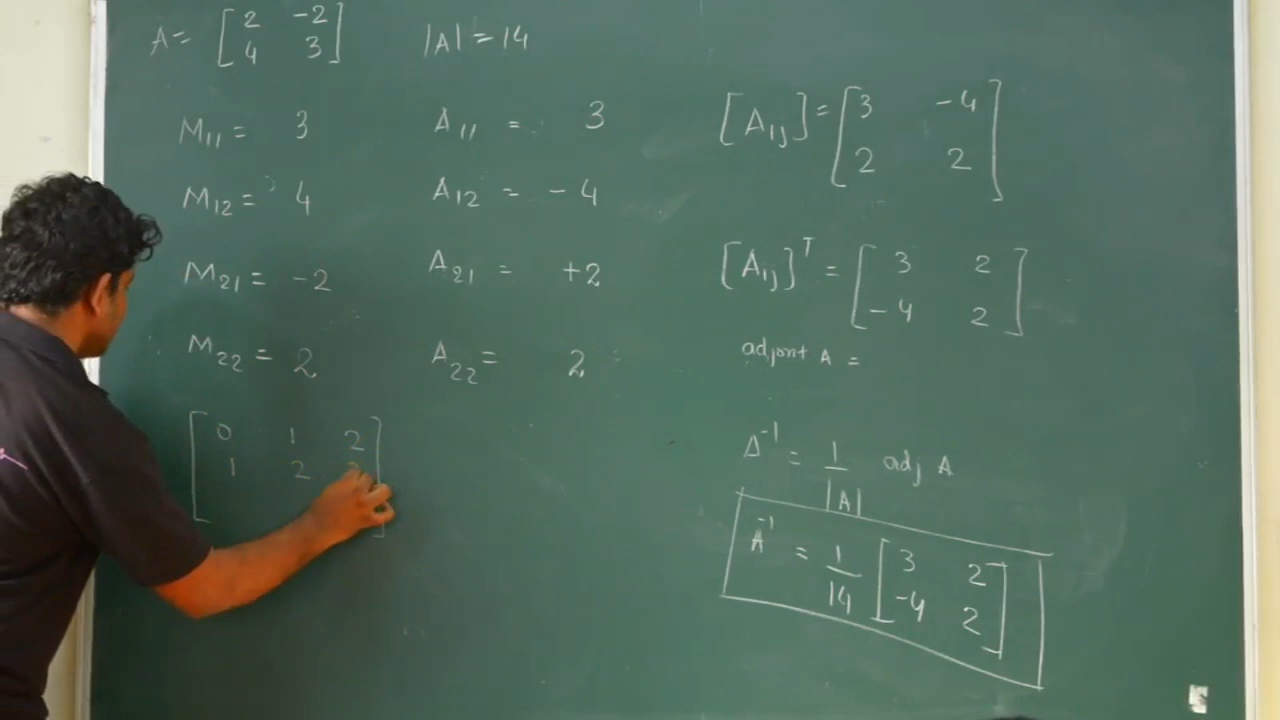 A = [ 2 -2
4 3 ]
|A| = 14
M11 = 3
A11 = 3
M12 = 4
A12 = - 4
M21 = -2
A21 = +2
M22 = 2
A22 = 2
[ 0 1 2
1 2
[Aij] = [ 3 -4
2 2 ]
[Aij]T = [ 3 2
-4 2 ]
adjont A =
A-1 = 1/|A| adj A
A-1 = 1/14 [ 3 2
-4 2 ]